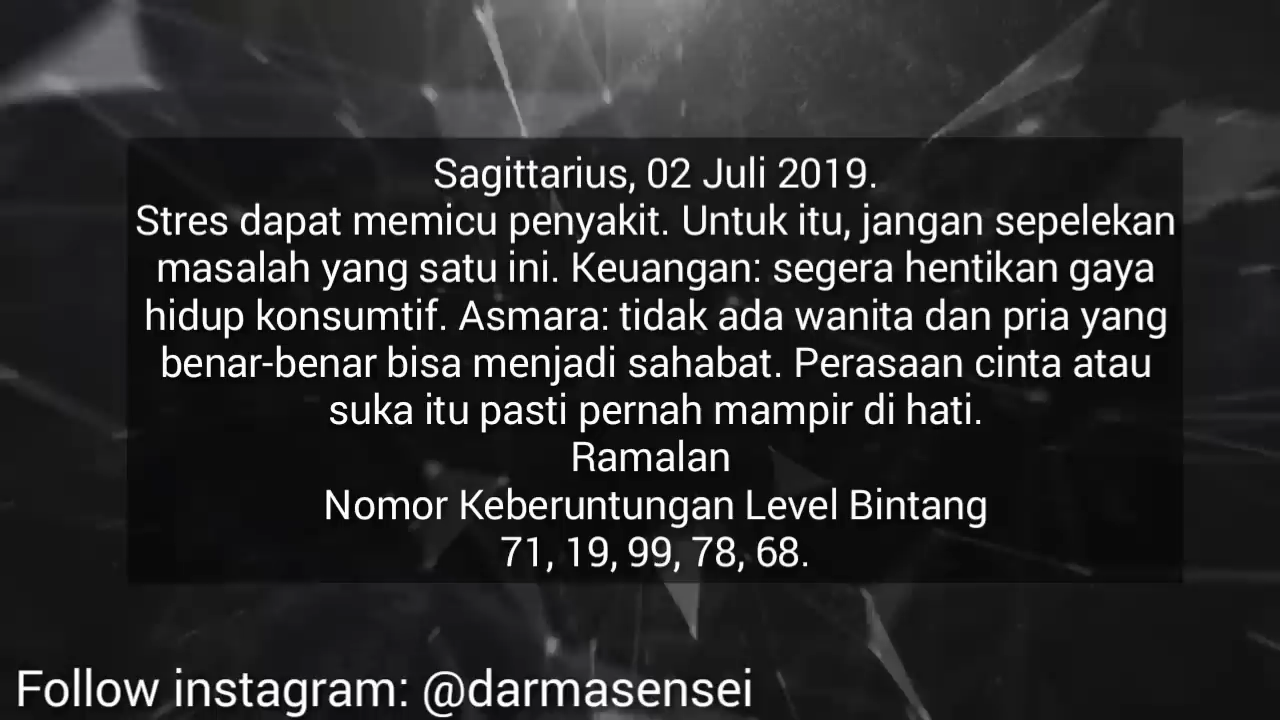 Sagittarius, 02 Juli 2019.
Stres dapat memicu penyakit. Untuk itu, jangan sepelekan
masalah yang satu ini. Keuangan: segera hentikan gaya
hidup konsumtif. Asmara: tidak ada wanita dan pria yang
benar-benar bisa menjadi sahabat. Perasaan cinta atau
suka itu pasti pernah mampir di hati.
Ramalan
Nomor Keberuntungan Level Bintang
71, 19, 99, 78, 68.
Follow instagram: @darmasensei